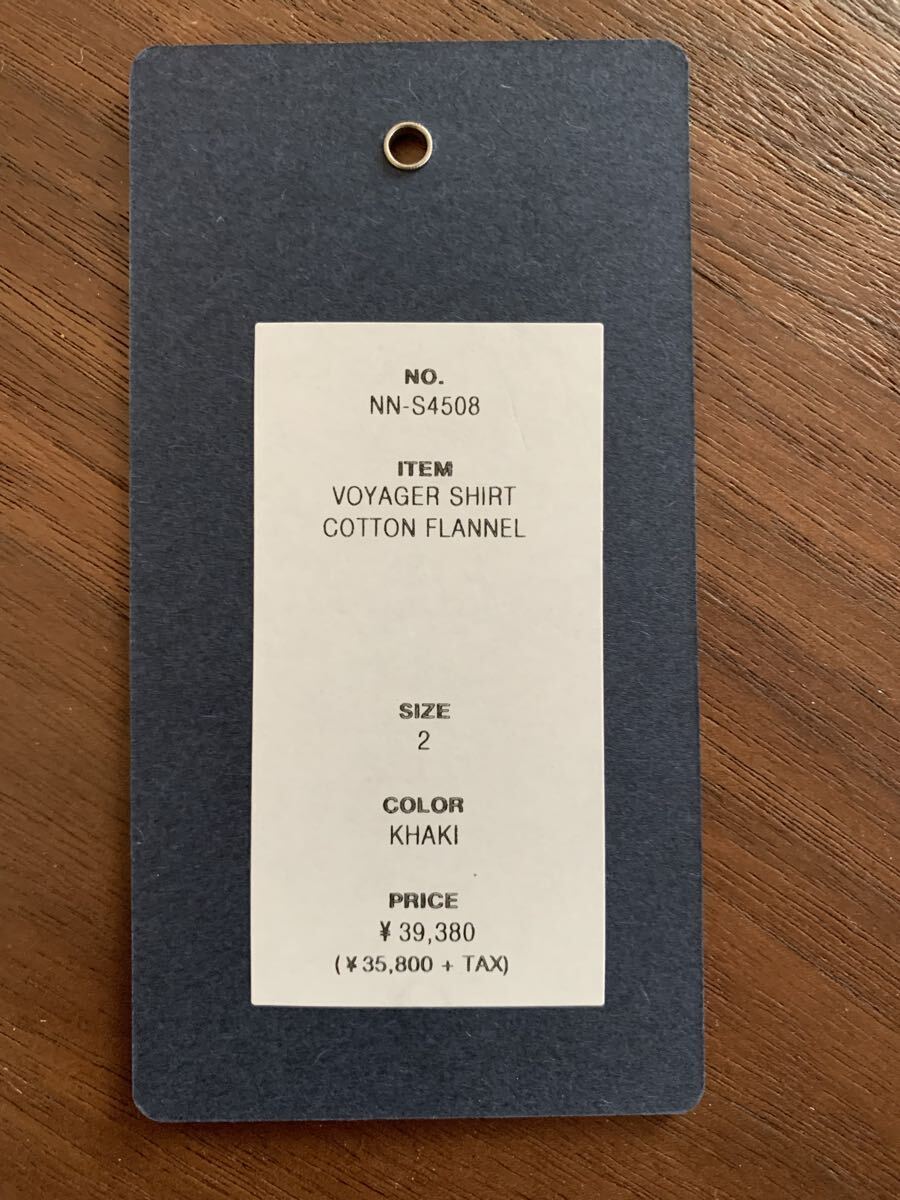 NO.
NN-S4508
ITEM
VOYAGER SHIRT
COTTON FLANNEL
SIZE
2
COLOR
KHAKI
PRICE
¥ 39,380
(¥35,800 + TAX)